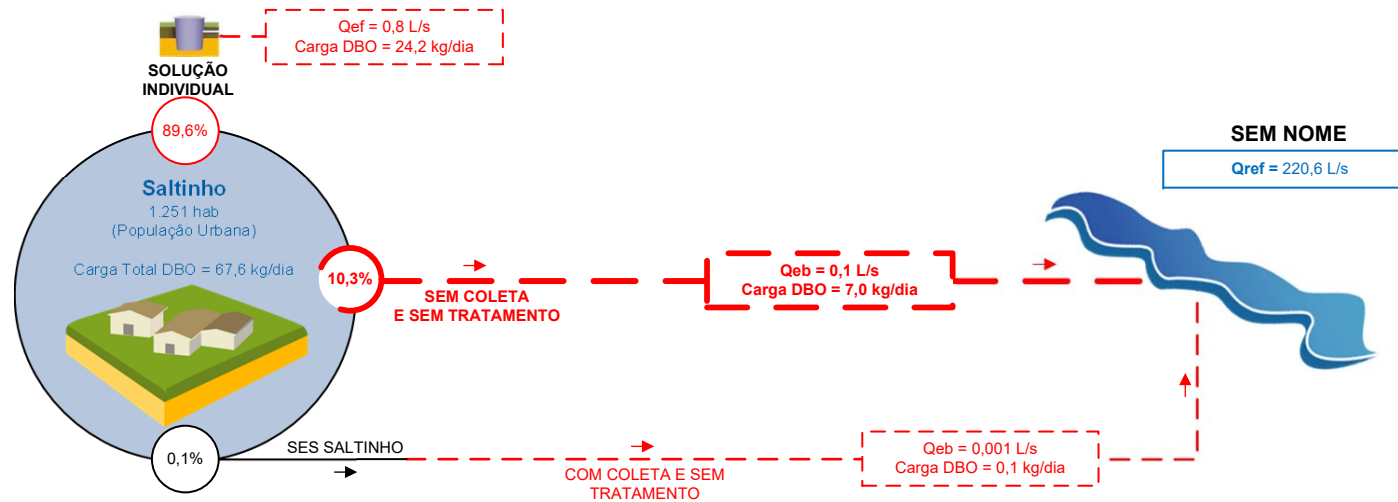 Qef = 0,8 L/s
Carga DBO = 24,2 kg/dia
SOLUÇÃO
INDIVIDUAL
89,6%
Saltinho
1.251 hab
(População Urbana)
Carga Total DBO = 67,6 kg/dia
10,3%
SEM COLETA
E SEM TRATAMENTO
Qeb = 0,1 L/s
Carga DBO = 7,0 kg/dia
SEM NOME
Qref = 220,6 L/s
0,1%
SES SALTINHO
COM COLETA E SEM
TRATAMENTO
Qeb = 0,001 L/s
Carga DBO = 0,1 kg/dia